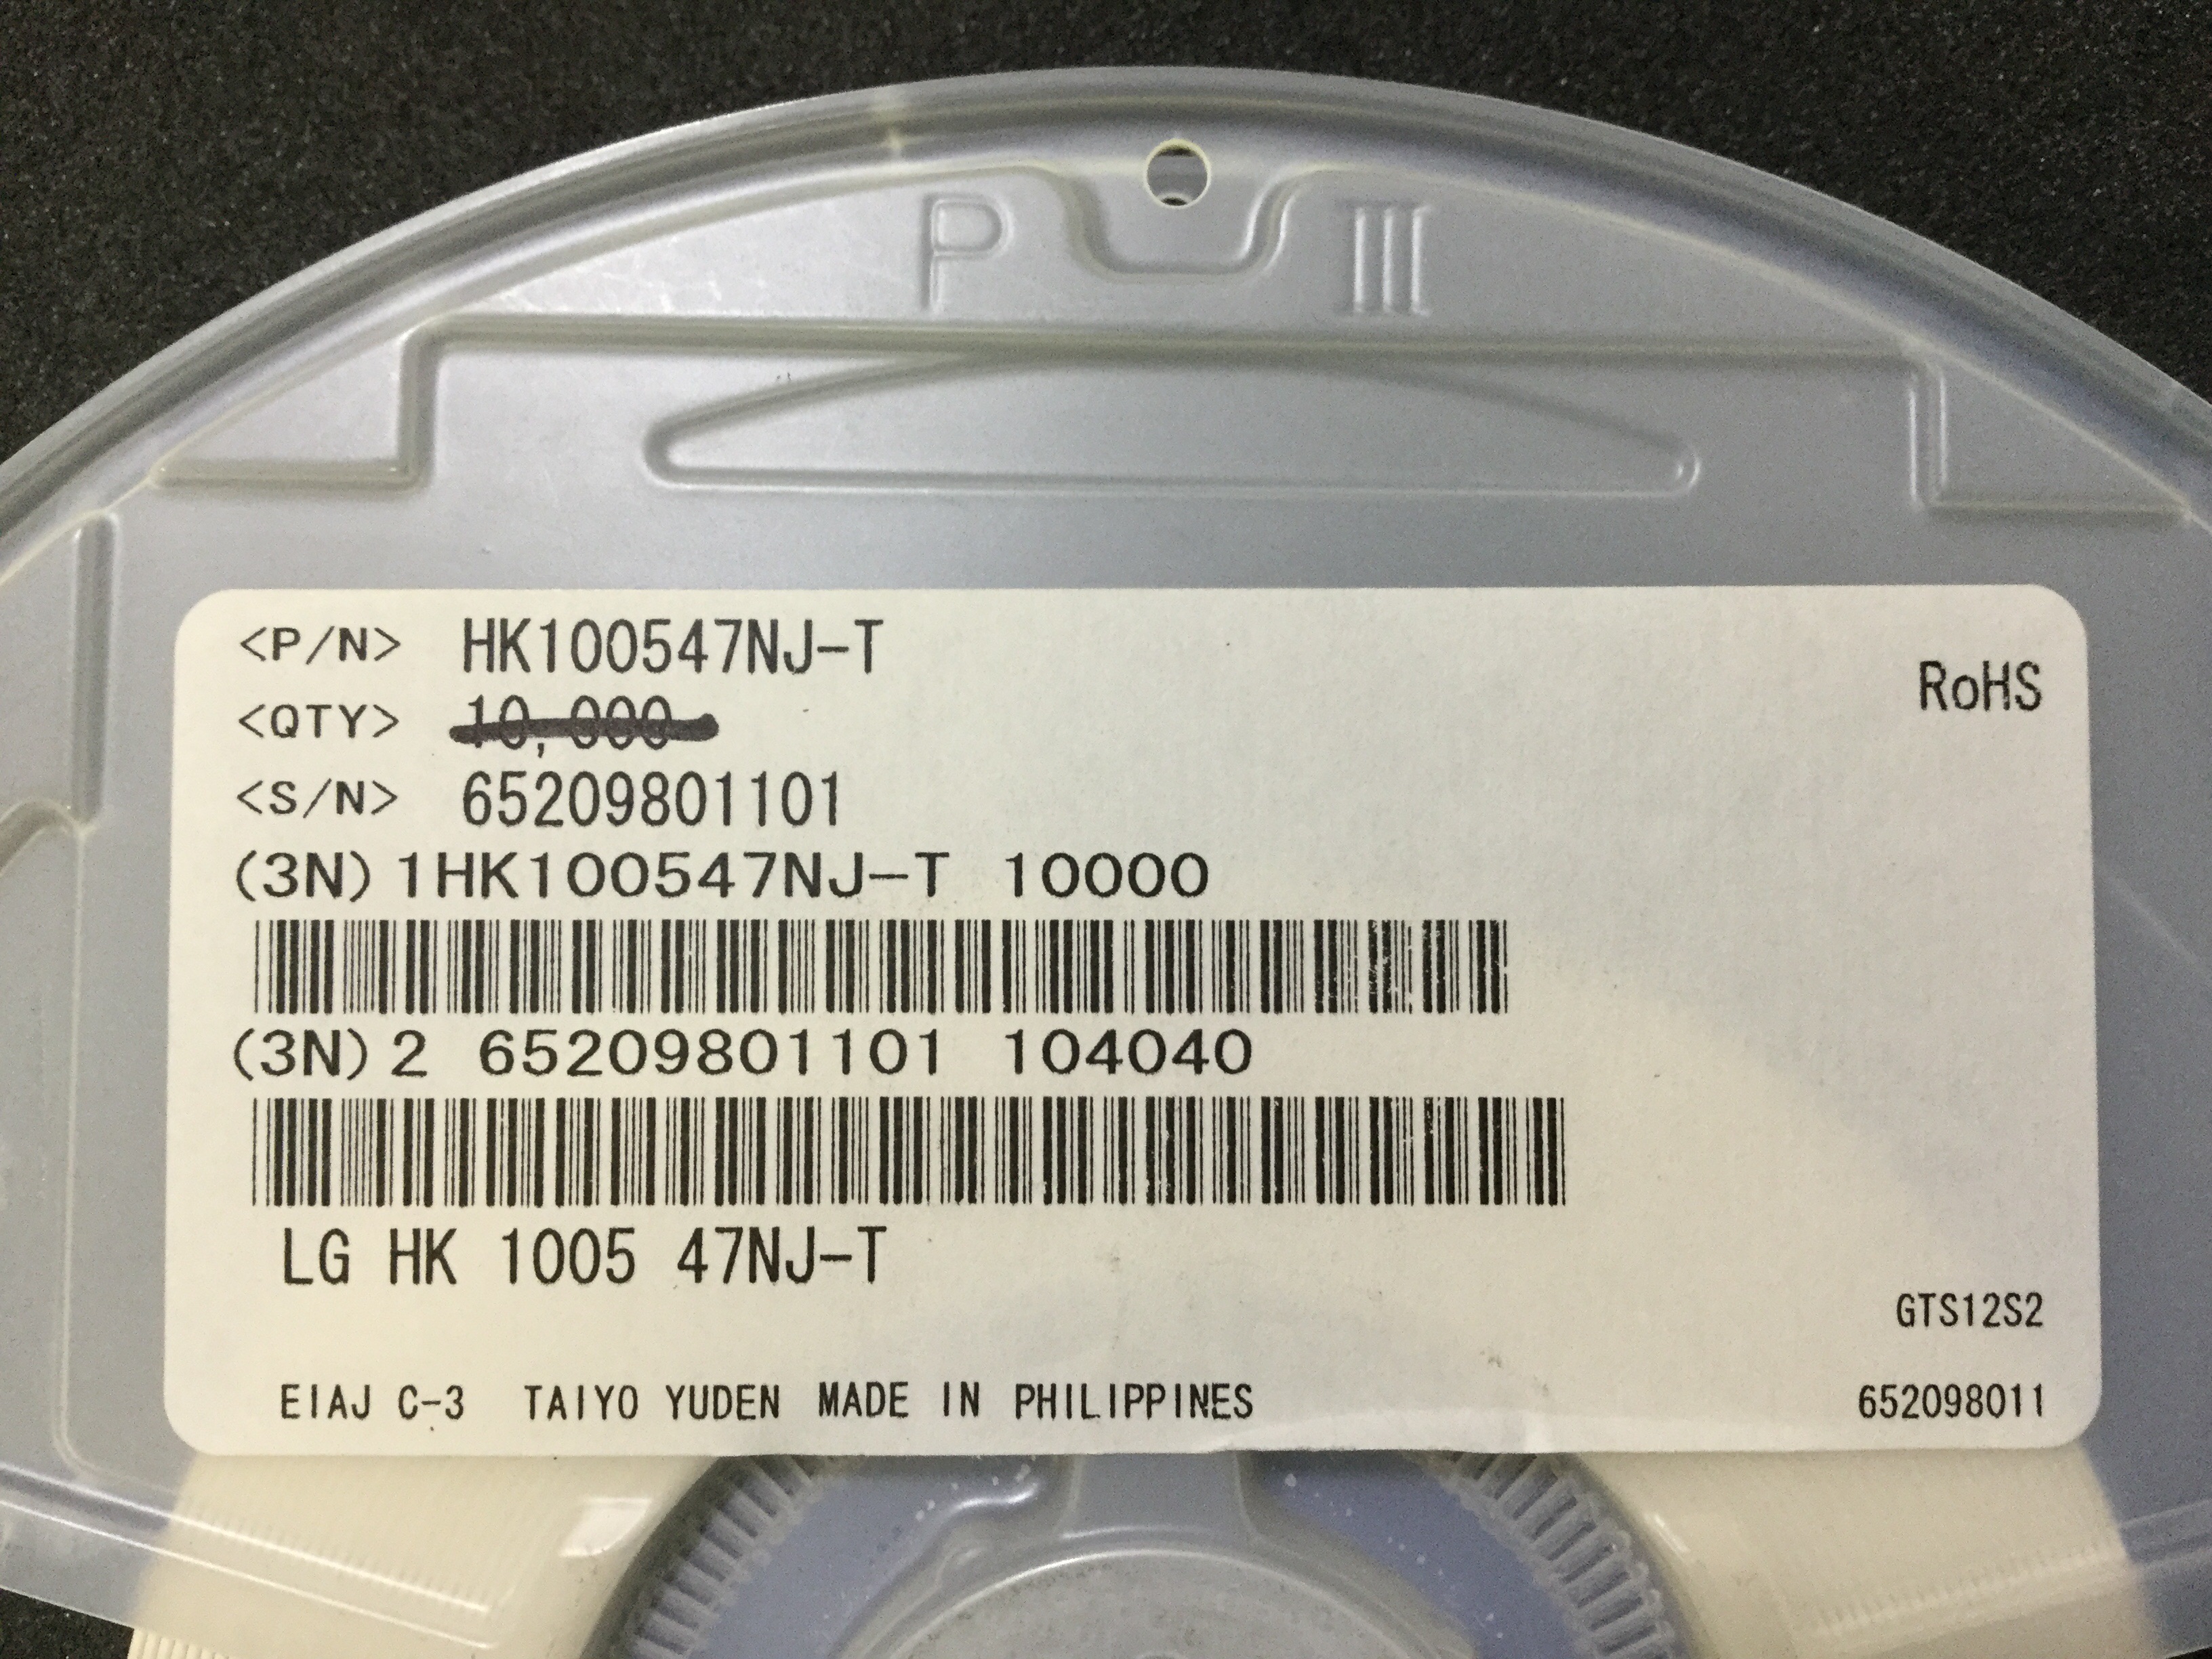 P III
<P/N> HK100547NJ-T
RoHS
<QTY> 10,000
<S/N> 65209801101
(3N)1HK100547NJ-T 10000
(3N)2 65209801101 104040
LG HK 1005 47NJ-T
GTS12S2
EIAJ C-3 TAIYO YUDEN MADE IN PHILIPPINES
652098011